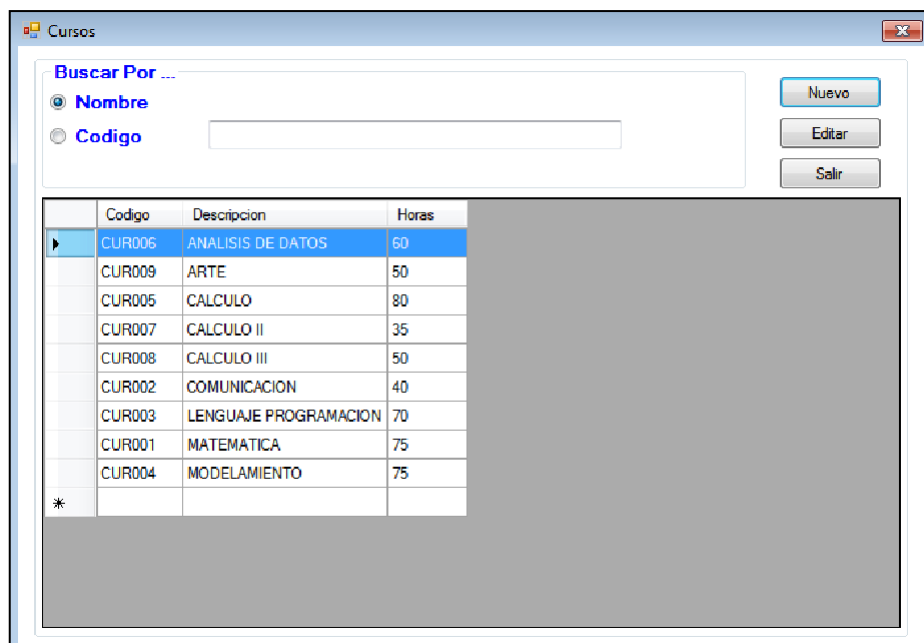 Cursos
Buscar Por ...
Nombre
Codigo
Nuevo
Editar
Salir
Codigo Descripcion Horas
CUR006 ANALISIS DE DATOS 60
CUR009 ARTE 50
CUR005 CALCULO 80
CUR007 CALCULO II 35
CUR008 CALCULO III 50
CUR002 COMUNICACION 40
CUR003 LENGUAJE PROGRAMACION 70
CUR001 MATEMATICA 75
CUR004 MODELAMIENTO 75